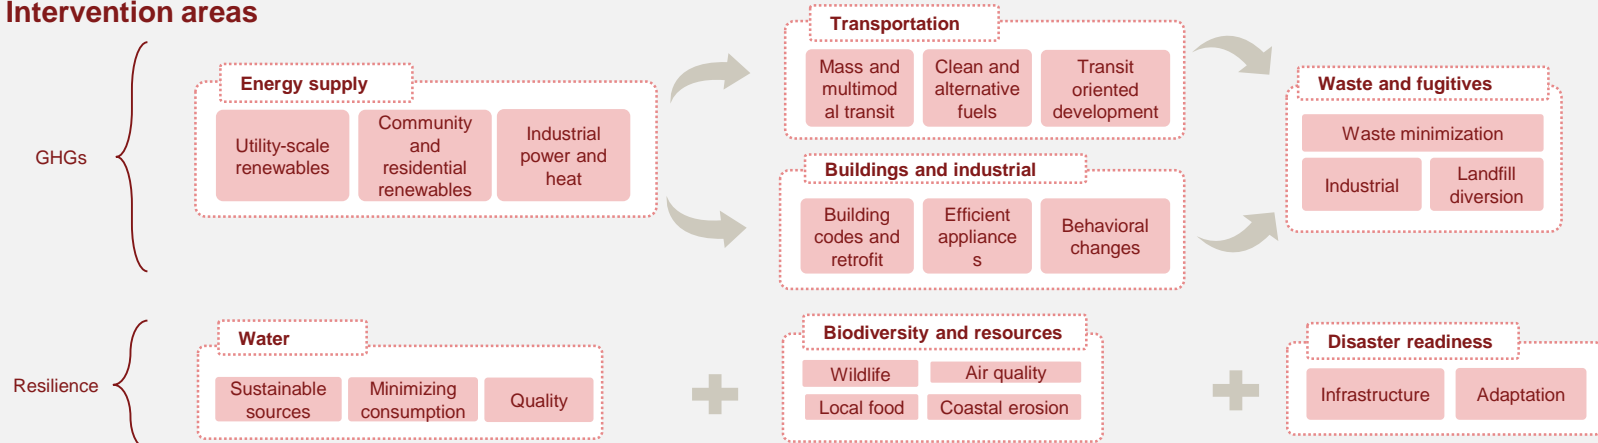 Intervention areas
GHGs
Energy supply
Utility-scale
renewables
Community
and
residential
renewables
Industrial
power and
heat
Transportation
Mass and
multimod
al transit
Clean and
alternative
fuels
Transit
oriented
development
Buildings and industrial
Building
codes and
retrofit
Efficient
appliance
s
Behavioral
changes
Waste and fugitives
Waste minimization
Industrial
Landfill
diversion
Resilience
Water
Sustainable
sources
Minimizing
consumption
Quality
Biodiversity and resources
Wildlife
Air quality
Local food
Coastal erosion
Disaster readiness
Infrastructure
Adaptation